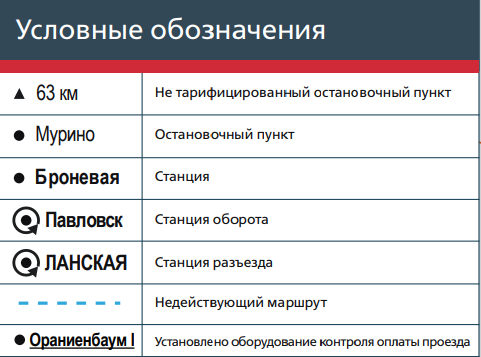 Условные обозначения
63 км Не тарифицированный остановочный пункт
Мурино Остановочный пункт
Броневая Станция
Павловск Станция оборота
ЛАНСКАЯ Станция разъезда
Недействующий маршрут
Ораниенбаум I Установлено оборудование контроля оплаты проезда